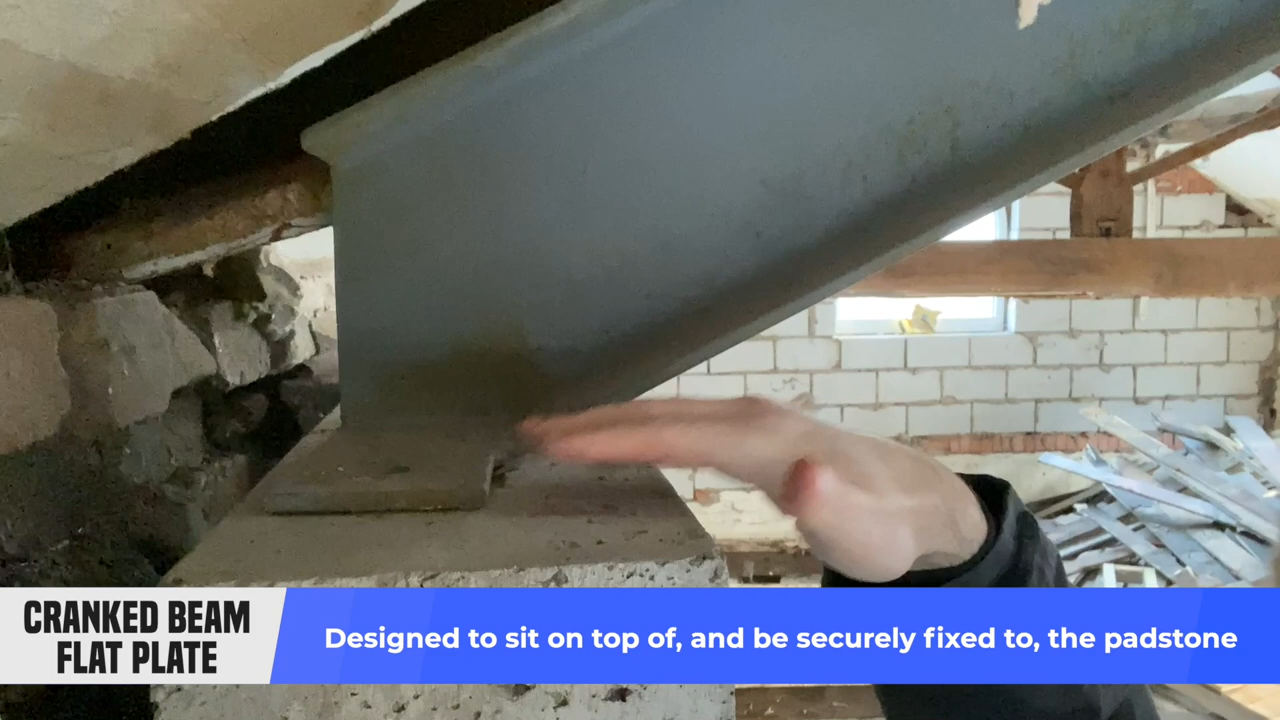 CRANKED BEAM
FLAT PLATE
Designed to sit on top of, and be securely fixed to, the padstone